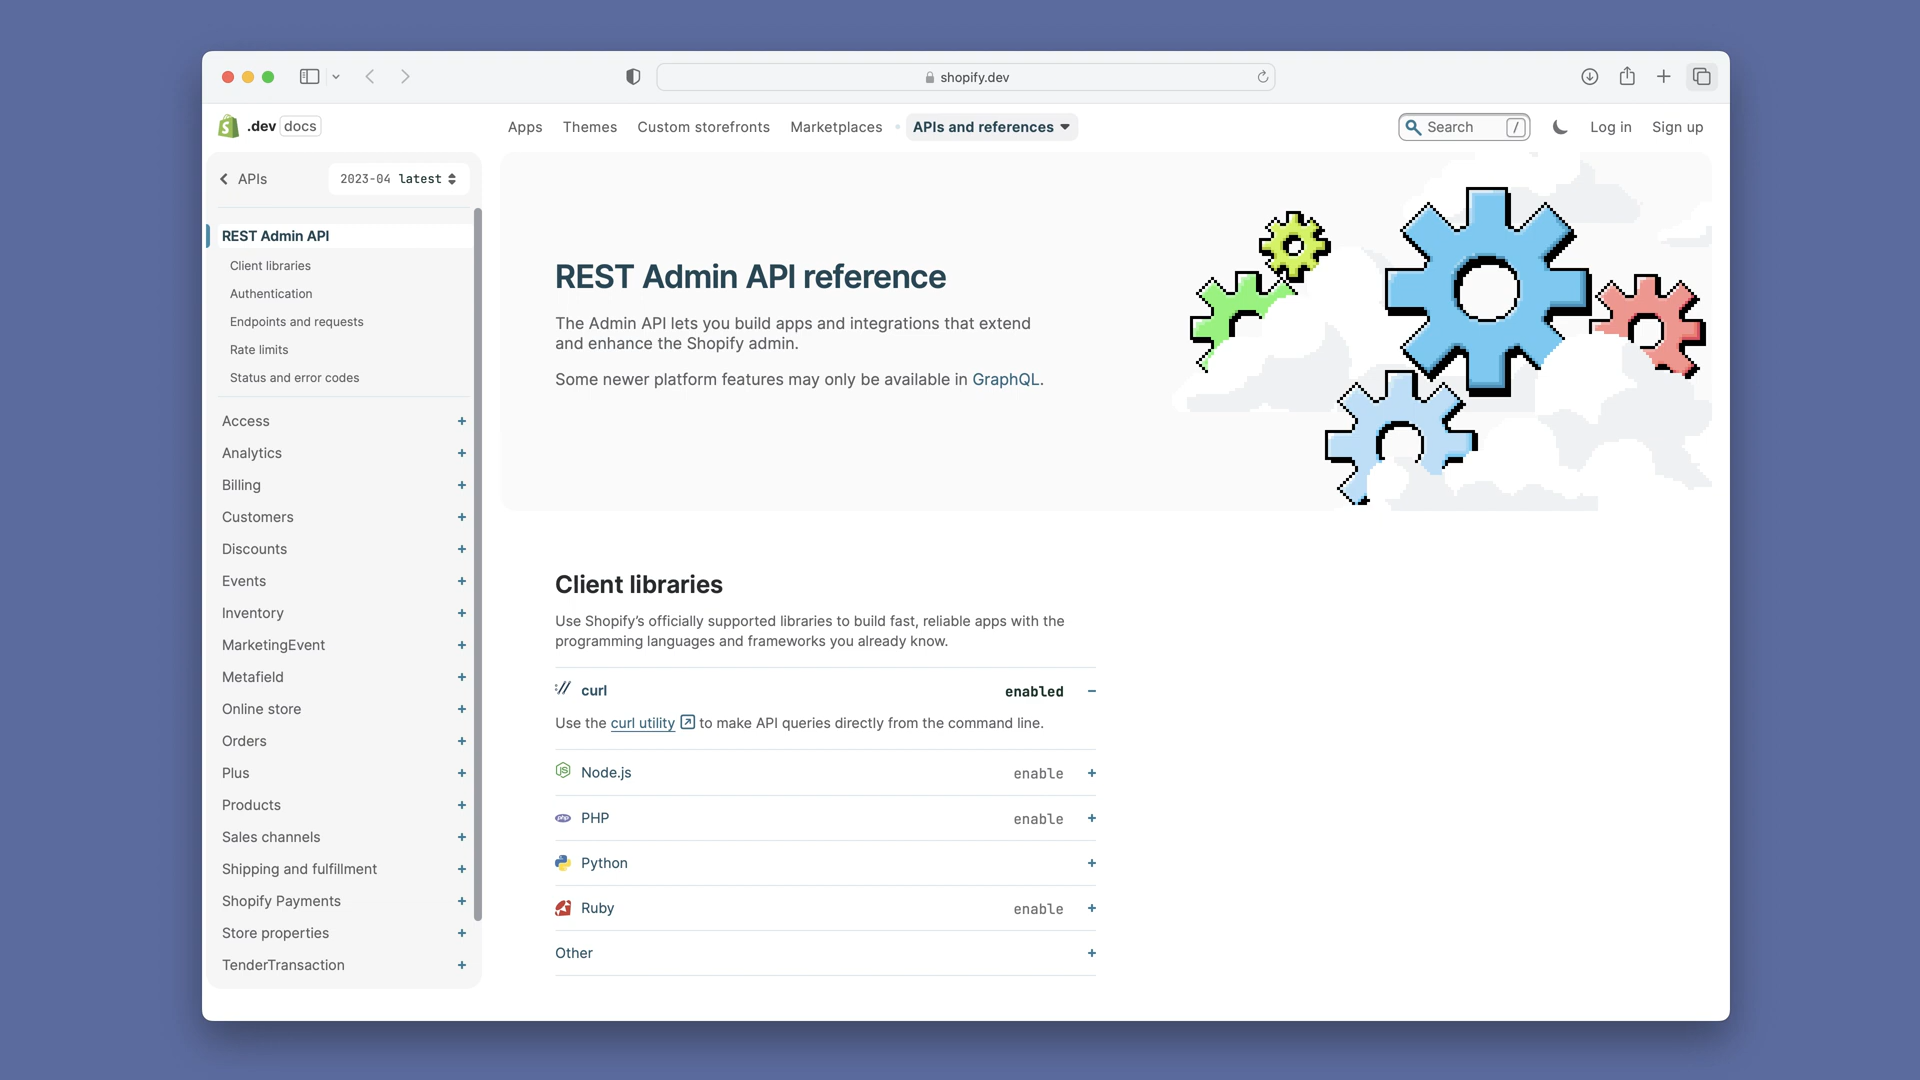 shopify.dev
.dev docs
Apps Themes Custom storefronts Marketplaces APIs and references
Search /
Log in Sign up
APIs
2023-04 latest
REST Admin API
Client libraries
Authentication
Endpoints and requests
Rate limits
Status and error codes
Access +
Analytics +
Billing +
Customers +
Discounts +
Events +
Inventory +
MarketingEvent +
Metafield +
Online store +
Orders +
Plus +
Products +
Sales channels +
Shipping and fulfillment +
Shopify Payments +
Store properties +
TenderTransaction +
REST Admin API reference
The Admin API lets you build apps and integrations that extend
and enhance the Shopify admin.
Some newer platform features may only be available in GraphQL.
Client libraries
Use Shopify’s officially supported libraries to build fast, reliable apps with the
programming languages and frameworks you already know.
curl enabled −
Use the curl utility to make API queries directly from the command line.
Node.js enable +
PHP enable +
Python +
Ruby enable +
Other +